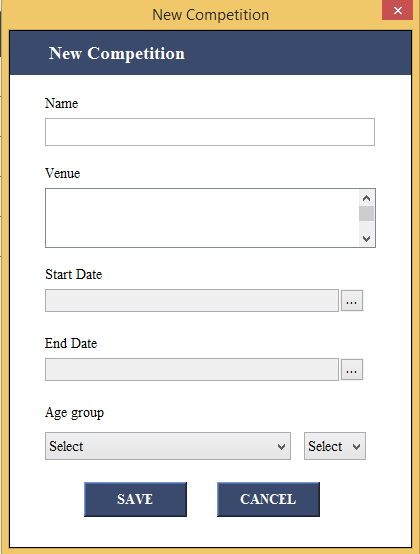 New Competition
New Competition
Name
Venue
Start Date
...
End Date
...
Age group
Select Select
SAVE CANCEL